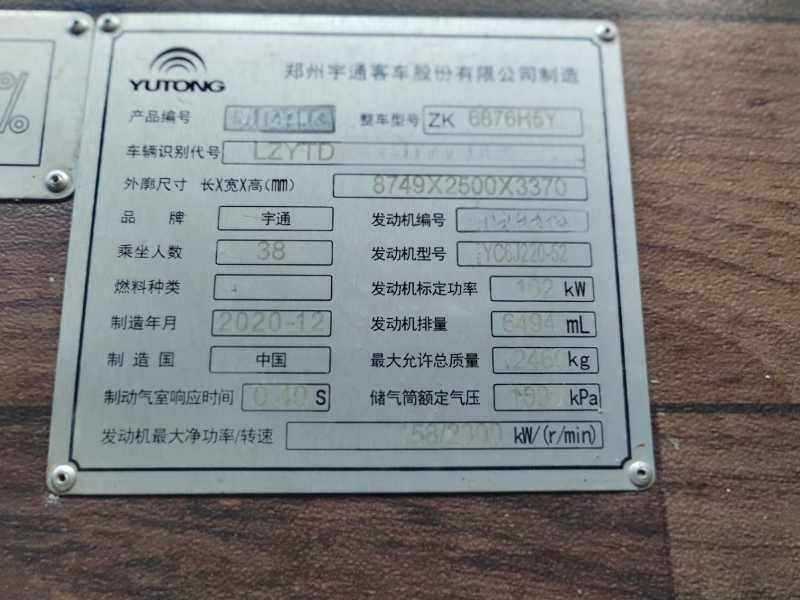 %
YUTONG
郑州宇通客车股份有限公司制造
产品编号 整车型号 ZK 6876H5Y
车辆识别代号 LZYTD
外廓尺寸 长X宽X高(mm) 8749X2500X3370
品牌 宇通 发动机编号
乘坐人数 38 发动机型号 YC6J220-52
燃料种类 发动机标定功率 162 kW
制造年月 2020-12 发动机排量 6494 mL
制造国 中国 最大允许总质量 kg
制动气室响应时间 0.40 S 储气筒额定气压 kPa
发动机最大净功率/转速 kW/(r/min)